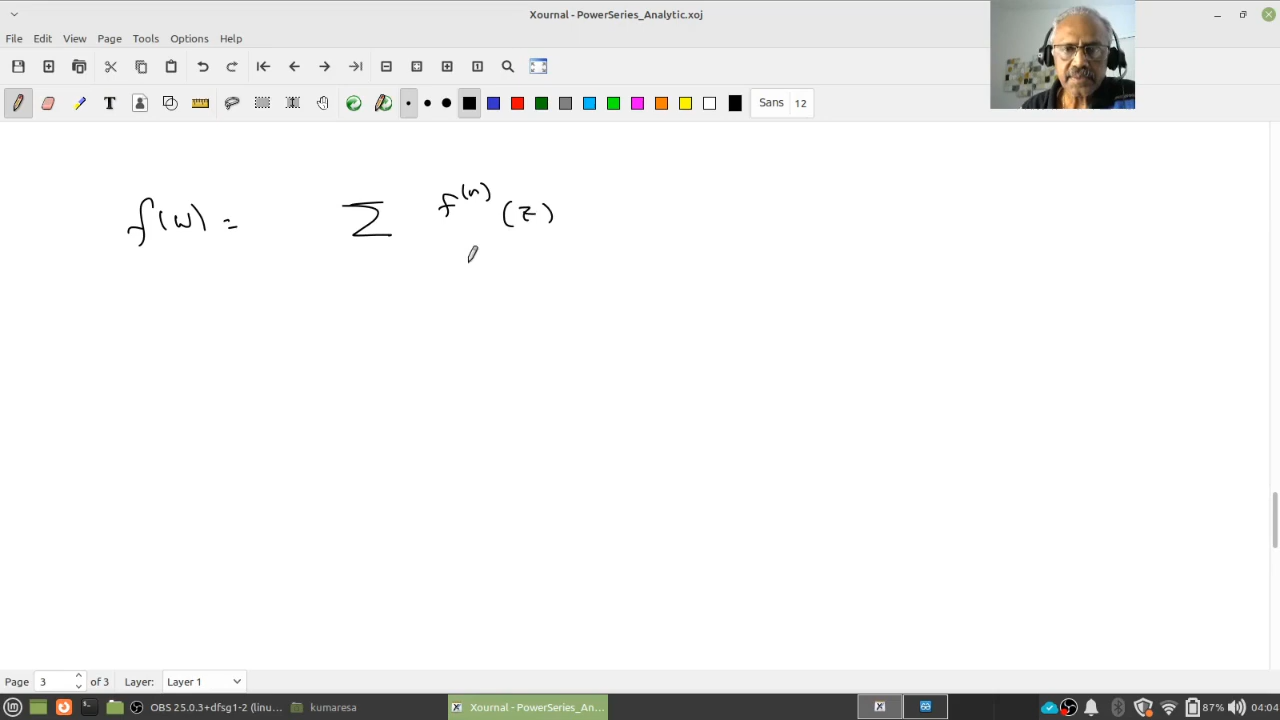 Xournal - PowerSeries_Analytic.xoj
File Edit View Page Tools Options Help
Sans 12
f(w) = Σ f^(n) (z)
Page 3 of 3 Layer: Layer 1
OBS 25.0.3+dfsg1-2 (linu... kumaresa Xournal - PowerSeries_An... 87% 04:04